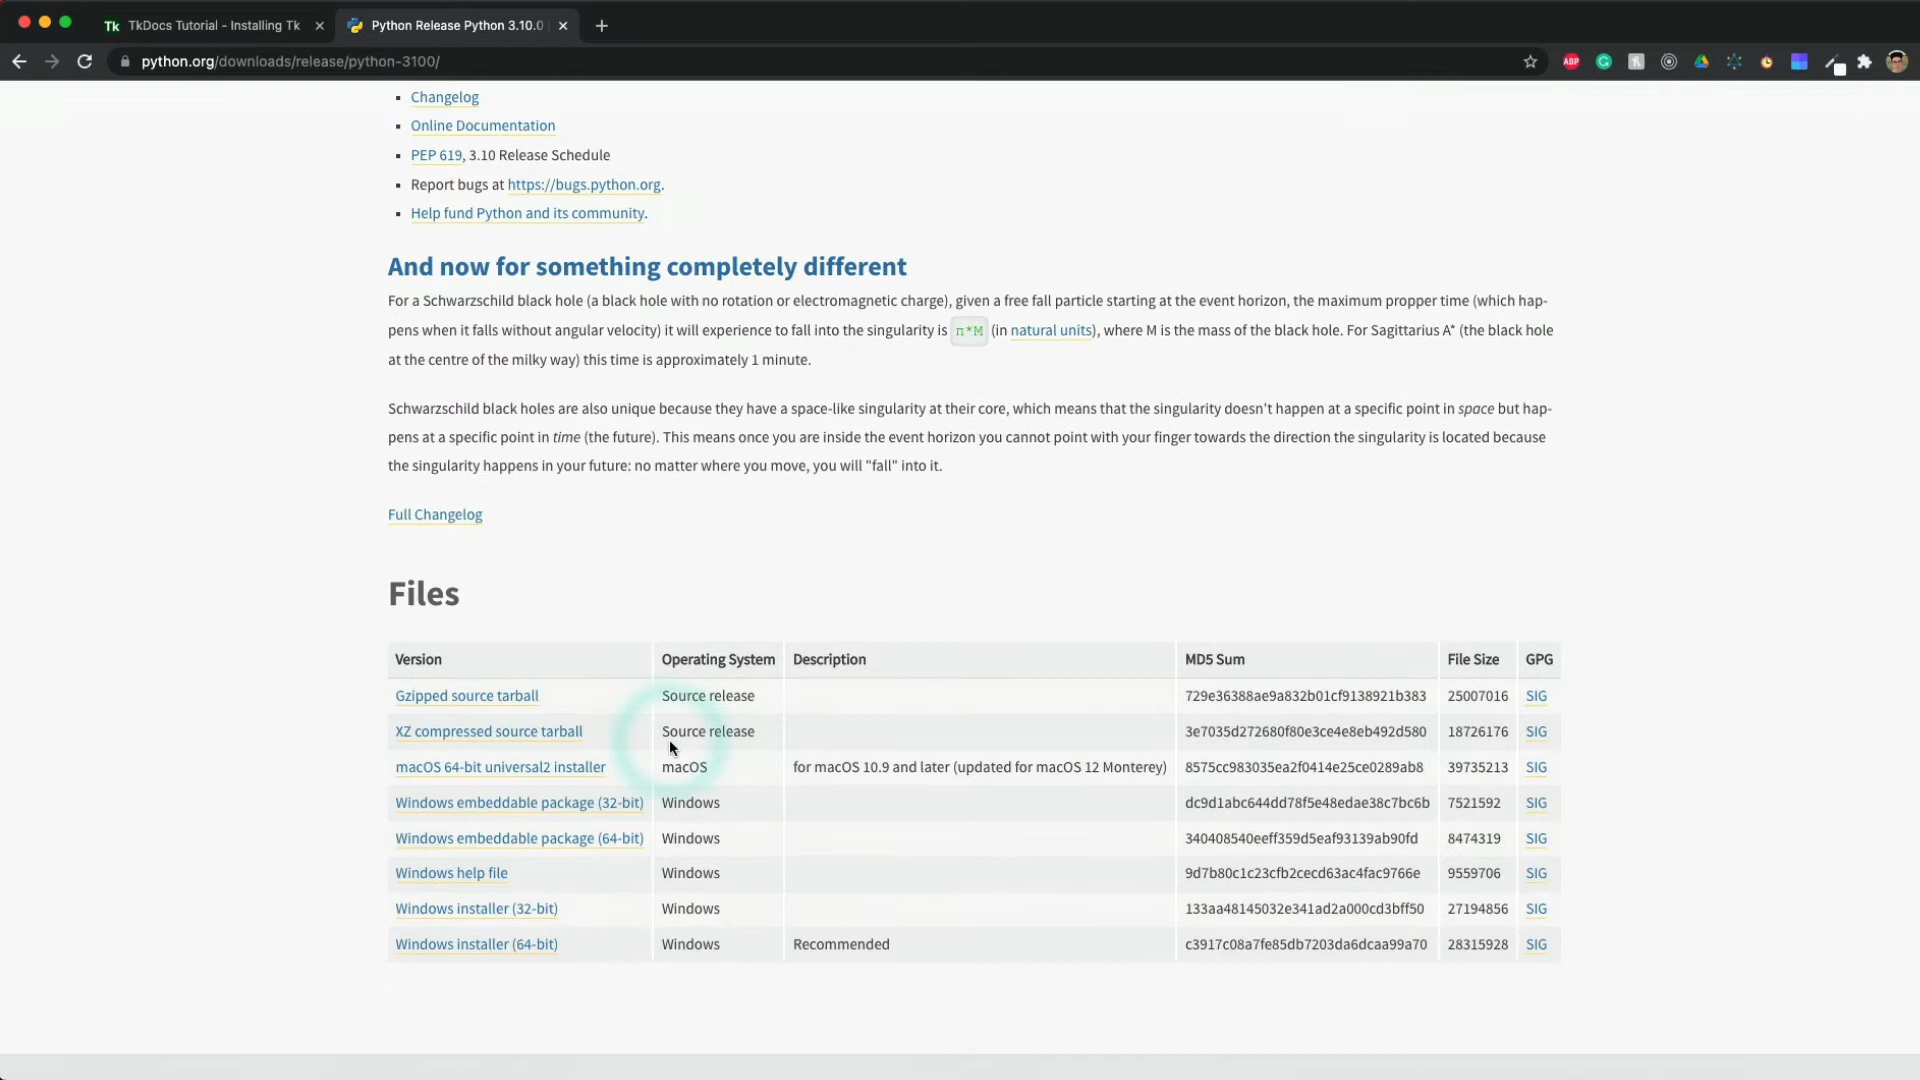 Tk TkDocs Tutorial - Installing Tk
Python Release Python 3.10.0
python.org/downloads/release/python-3100/
ABP
Changelog
Online Documentation
PEP 619, 3.10 Release Schedule
Report bugs at https://bugs.python.org.
Help fund Python and its community.
And now for something completely different
For a Schwarzschild black hole (a black hole with no rotation or electromagnetic charge), given a free fall particle starting at the event horizon, the maximum propper time (which hap-
pens when it falls without angular velocity) it will experience to fall into the singularity is π*M (in natural units), where M is the mass of the black hole. For Sagittarius A* (the black hole
at the centre of the milky way) this time is approximately 1 minute.
Schwarzschild black holes are also unique because they have a space-like singularity at their core, which means that the singularity doesn't happen at a specific point in space but hap-
pens at a specific point in time (the future). This means once you are inside the event horizon you cannot point with your finger towards the direction the singularity is located because
the singularity happens in your future: no matter where you move, you will "fall" into it.
Full Changelog
Files
Version Operating System Description MD5 Sum File Size GPG
Gzipped source tarball Source release 729e36388ae9a832b01cf9138921b383 25007016 SIG
XZ compressed source tarball Source release 3e7035d272680f80e3ce4e8eb492d580 18726176 SIG
macOS 64-bit universal2 installer macOS for macOS 10.9 and later (updated for macOS 12 Monterey) 8575cc983035ea2f0414e25ce0289ab8 39735213 SIG
Windows embeddable package (32-bit) Windows dc9d1abc644dd78f5e48edae38c7bc6b 7521592 SIG
Windows embeddable package (64-bit) Windows 340408540eeff359d5eaf93139ab90fd 8474319 SIG
Windows help file Windows 9d7b80c1c23cfb2cecd63ac4fac9766e 9559706 SIG
Windows installer (32-bit) Windows 133aa48145032e341ad2a000cd3bff50 27194856 SIG
Windows installer (64-bit) Windows Recommended c3917c08a7fe85db7203da6dcaa99a70 28315928 SIG